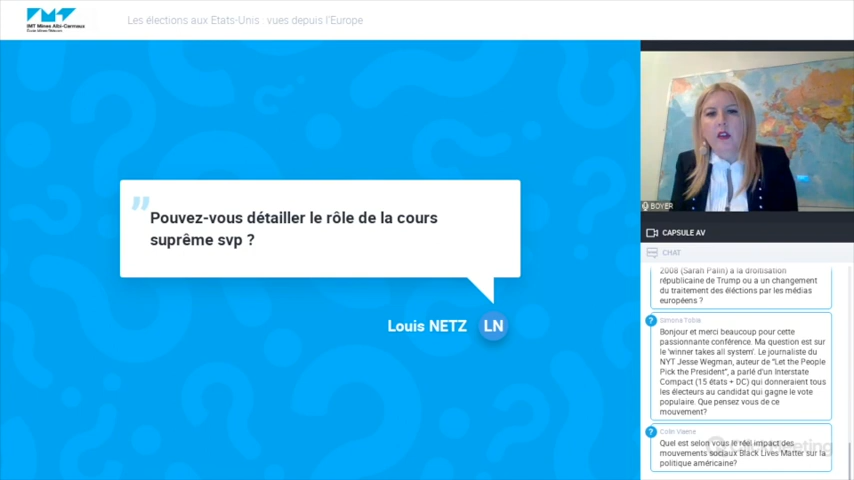 IMT Mines Albi-Carmaux
École Mines-Télécom
Les élections aux Etats-Unis : vues depuis l'Europe
Pouvez-vous détailler le rôle de la cours
suprême svp ?
Louis NETZ
LN
BOYER
CAPSULE AV
CHAT
2008 (Sarah Palin) à la droitisation
républicaine de Trump ou a un changement
du traitement des éléctions par les médias
européens ?
? Simona Tobia
Bonjour et merci beaucoup pour cette
passionnante conférence. Ma question est sur
le 'winner takes all system'. Le journaliste du
NYT Jesse Wegman, auteur de "Let the People
Pick the President", a parlé d'un Interstate
Compact (15 états + DC) qui donneraient tous
les électeurs au candidat qui gagne le vote
populaire. Que pensez vous de ce
mouvement?
? Colin Vaene
Quel est selon vous le réel impact des
mouvements sociaux Black Lives Matter sur la
politique américaine?